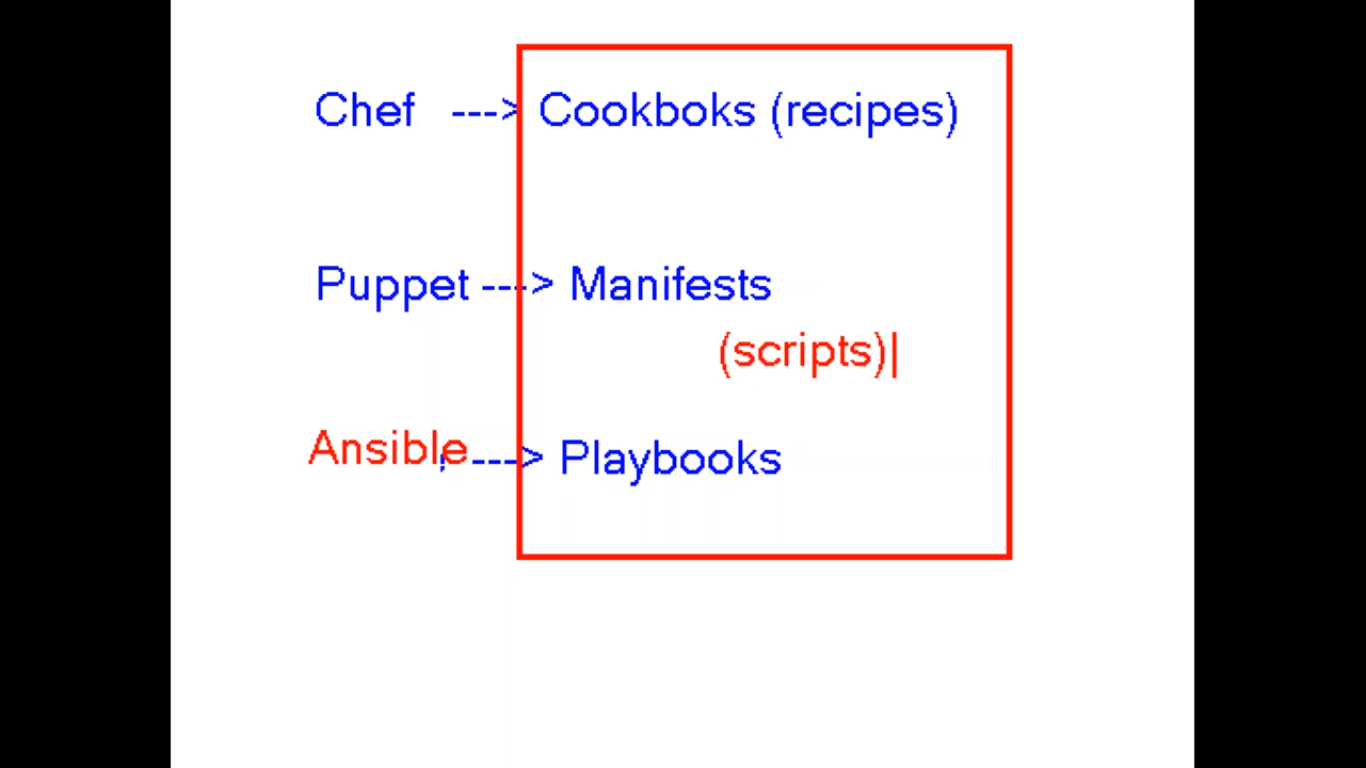 Chef ---> Cookboks (recipes)
Puppet ---> Manifests
(scripts)|
Ansible ---> Playbooks